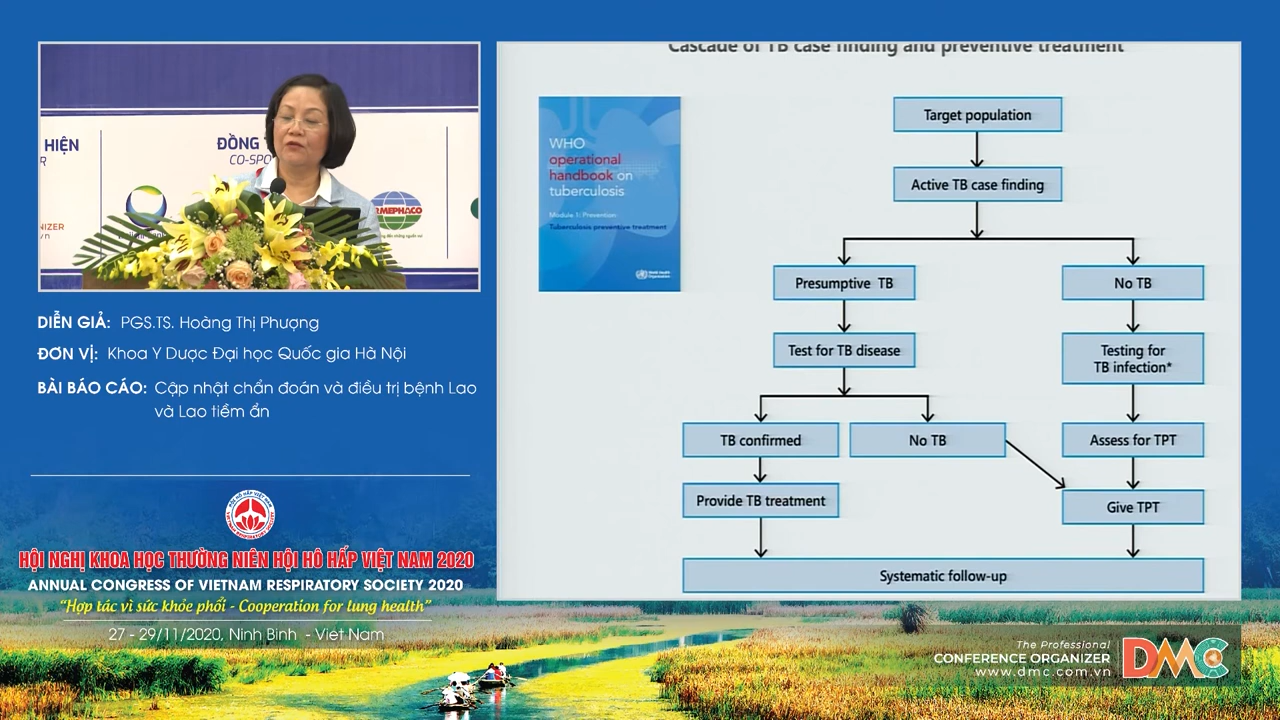 HIỆN
ĐỒNG T
CO-SPO
NIZER
RMEPHACO
DIỄN GIẢ: PGS.TS. Hoàng Thị Phượng
ĐƠN VỊ: Khoa Y Dược Đại học Quốc gia Hà Nội
BÀI BÁO CÁO: Cập nhật chẩn đoán và điều trị bệnh Lao
và Lao tiềm ẩn
HỘI NGHỊ KHOA HỌC THƯỜNG NIÊN HỘI HÔ HẤP VIỆT NAM 2020
ANNUAL CONGRESS OF VIETNAM RESPIRATORY SOCIETY 2020
“Hợp tác vì sức khỏe phổi - Cooperation for lung health”
27 - 29/11/2020, Ninh Bình - Viet Nam
Cascade of TB case finding and preventive treatment
WHO
operational
handbook on
tuberculosis
Module 1: Prevention
Tuberculosis preventive treatment
World Health
Organization
Target population
Active TB case finding
Presumptive TB
No TB
Test for TB disease
Testing for
TB infection*
TB confirmed
No TB
Assess for TPT
Provide TB treatment
Give TPT
Systematic follow-up
The Professional
CONFERENCE ORGANIZER
www.dmc.com.vn
DMC